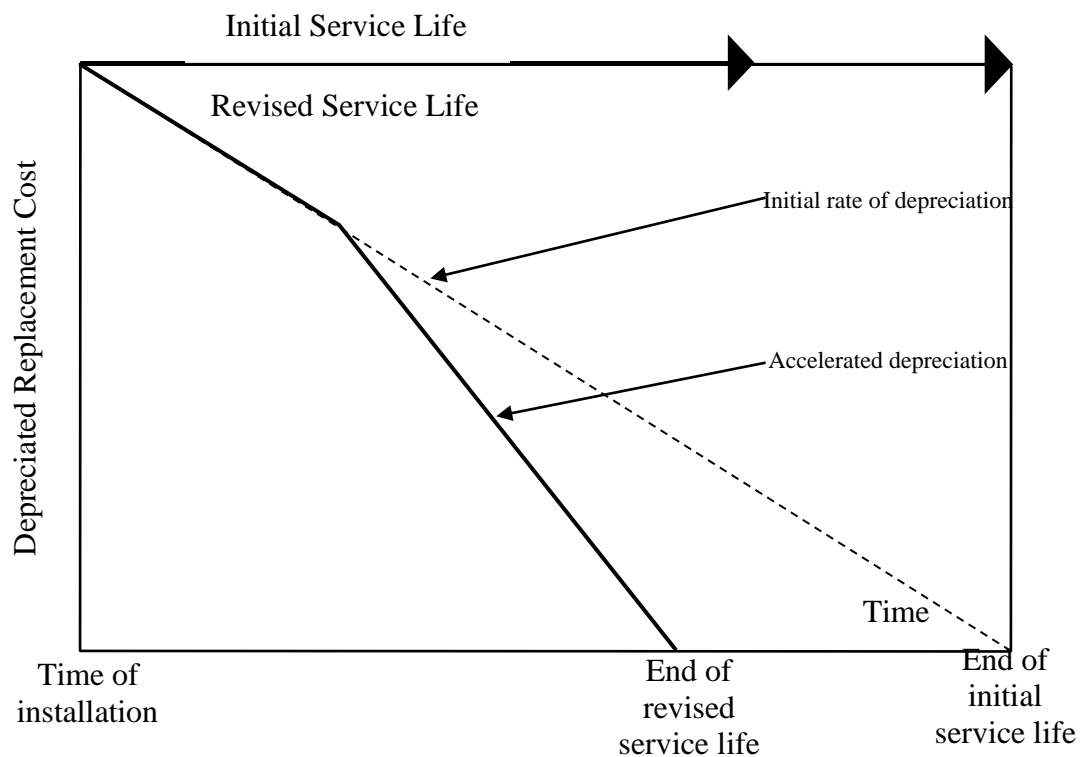 Initial Service Life
Revised Service Life
Depreciated Replacement Cost
Initial rate of depreciation
Accelerated depreciation
Time
Time of
installation
End of
revised
service life
End of
initial
service life